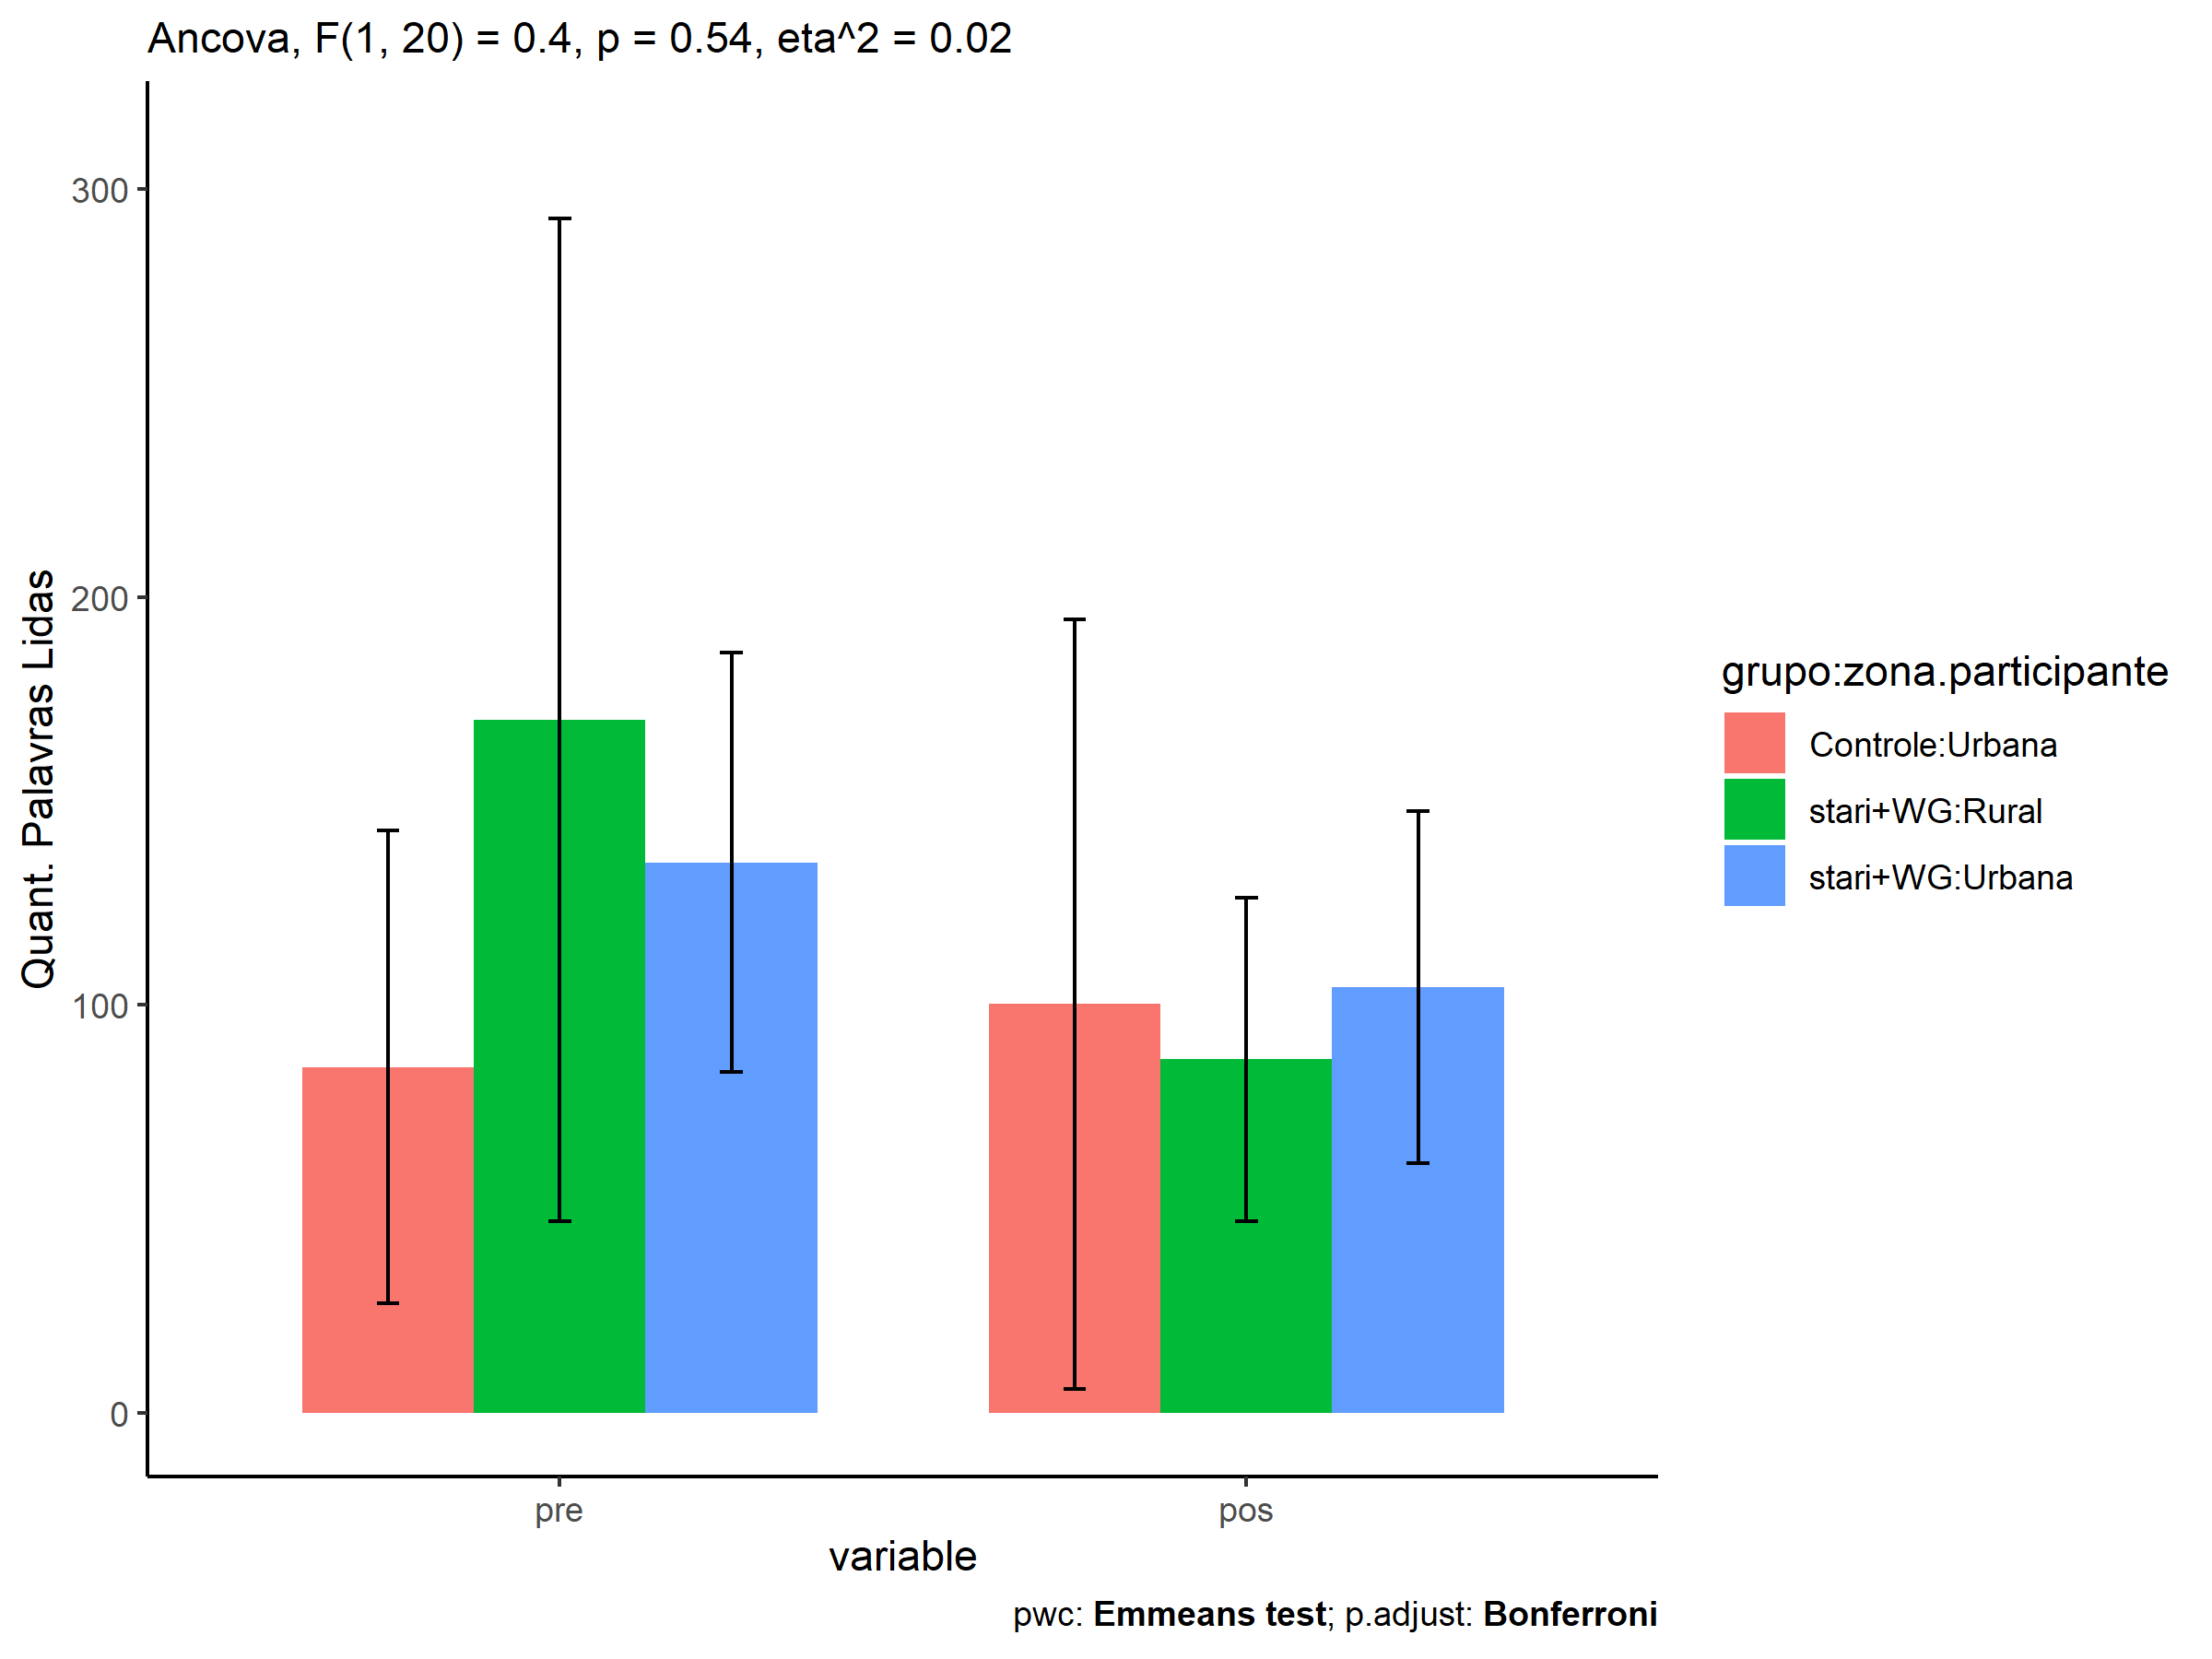 Ancova, F(1, 20) = 0.4, p = 0.54, eta^2 = 0.02
300
200
100
0
Quant. Palavras Lidas
pre
pos
variable
grupo:zona.participante
Controle:Urbana
stari+WG:Rural
stari+WG:Urbana
pwc: Emmeans test; p.adjust: Bonferroni